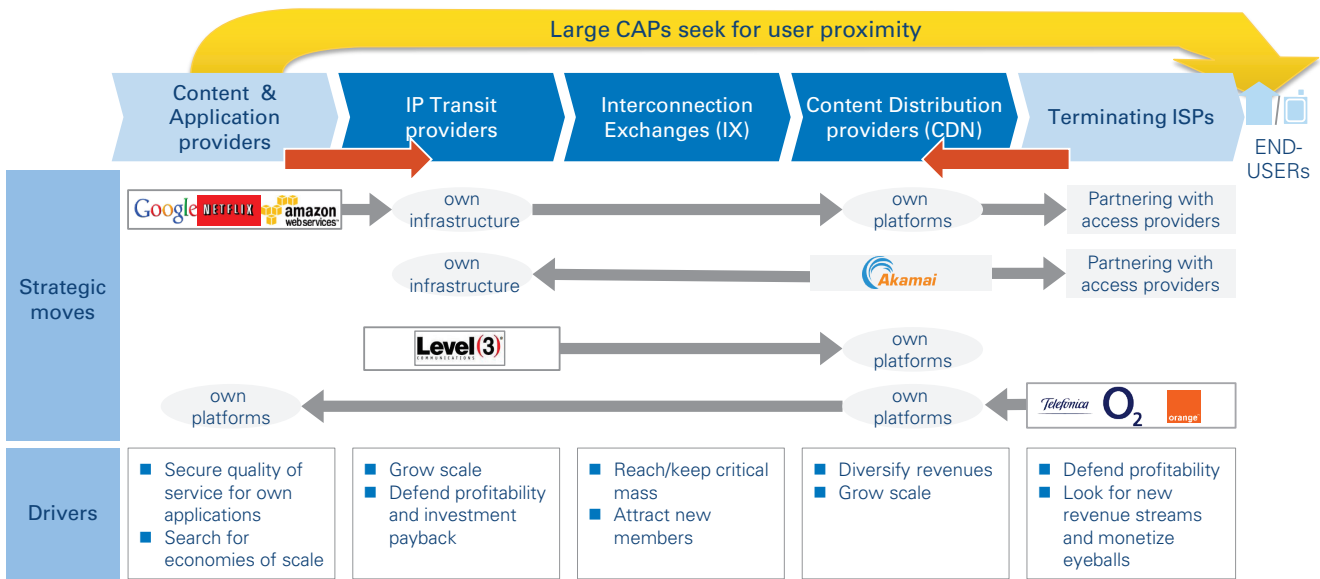 Large CAPs seek for user proximity
Content &
Application
providers
IP Transit
providers
Interconnection
Exchanges (IX)
Content Distribution
providers (CDN)
Terminating ISPs
END-
USERs
Strategic
moves
Google NETFLIX amazon
webservices™
own
infrastructure
own
platforms
Partnering with
access providers
own
infrastructure
Akamai
Partnering with
access providers
Level(3)®
COMMUNICATIONS
own
platforms
own
platforms
own
platforms
Telefónica O2 orange™
Drivers
Secure quality of
service for own
applications
Search for
economies of scale
Grow scale
Defend profitability
and investment
payback
Reach/keep critical
mass
Attract new
members
Diversify revenues
Grow scale
Defend profitability
Look for new
revenue streams
and monetize
eyeballs